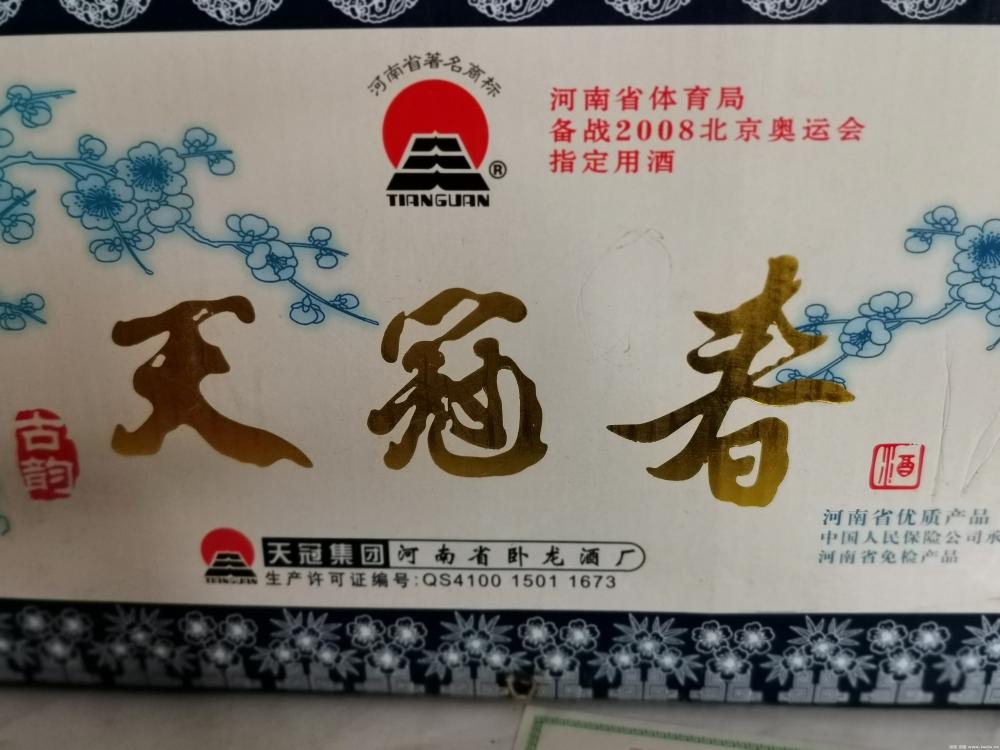 河南省著名商标
TIANGUAN®
河南省体育局
备战2008北京奥运会
指定用酒
天冠春
古韵
酒
河南省优质产品
中国人民保险公司承
河南省免检产品
TIANGUAN
天冠集团 河南省卧龙酒厂
生产许可证编号:QS4100 1501 1673